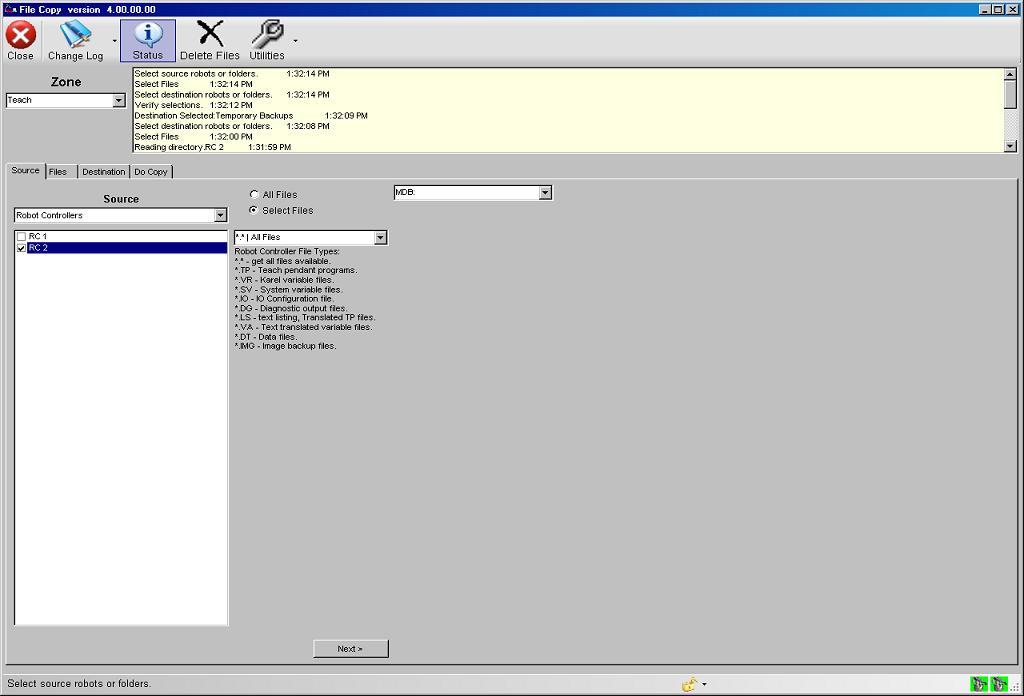 File Copy version 4.00.00.00
Close
Change Log
Status
Delete Files
Utilities
Zone
Teach
Select source robots or folders. 1:32:14 PM
Select Files 1:32:14 PM
Select destination robots or folders. 1:32:14 PM
Verify selections. 1:32:12 PM
Destination Selected:Temporary Backups 1:32:09 PM
Select destination robots or folders. 1:32:08 PM
Select Files 1:32:00 PM
Reading directory.RC 2 1:31:59 PM
Source Files Destination Do Copy
Source
Robot Controllers
RC 1
RC 2
All Files
Select Files
MDB:
*.* | All Files
Robot Controller File Types:
*.* - get all files available.
*.TP - Teach pendant programs.
*.VR - Karel variable files.
*.SV - System variable files.
*.IO - IO Configuration file.
*.DG - Diagnostic output files.
*.LS - text listing, Translated TP files.
*.VA - Text translated variable files.
*.DT - Data files.
*.IMG - Image backup files.
Next >
Select source robots or folders.